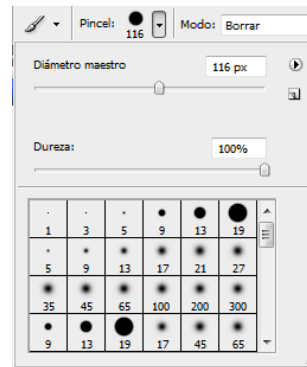 Pincel: 116 Modo: Borrar
Diámetro maestro 116 px
Dureza: 100%
1 3 5 9 13 19
5 9 13 17 21 27
35 45 65 100 200 300
9 13 19 17 45 65